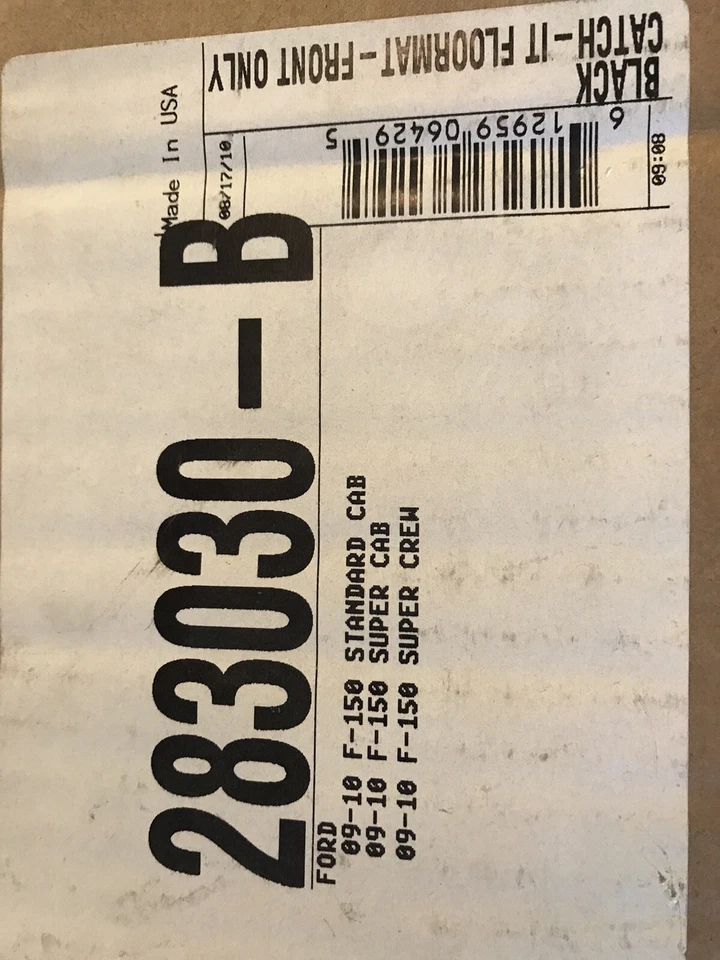 283030-B
Made In USA
08/17/10
FORD
09-10 F-150 STANDARD CAB
09-10 F-150 SUPER CAB
09-10 F-150 SUPER CREW
BLACK
CATCH-IT FLOORMAT-FRONT ONLY
6 12959 06429 5
09:08